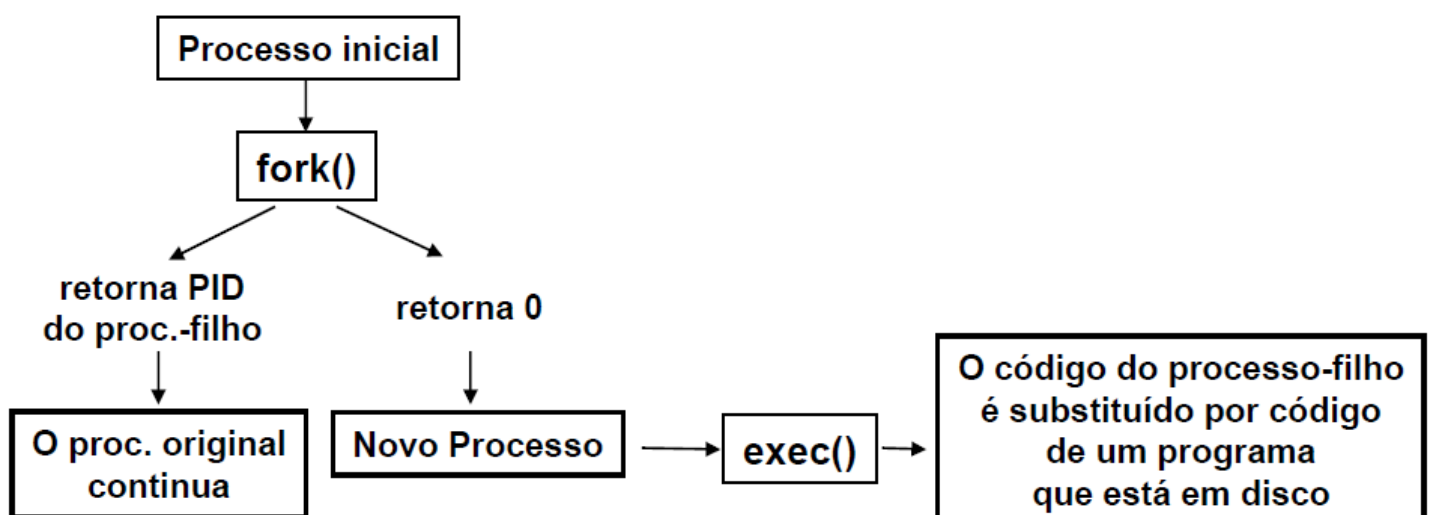 Processo inicial
fork()
retorna PID
do proc.-filho
retorna 0
O proc. original
continua
Novo Processo
exec()
O código do processo-filho
é substituído por código
de um programa
que está em disco